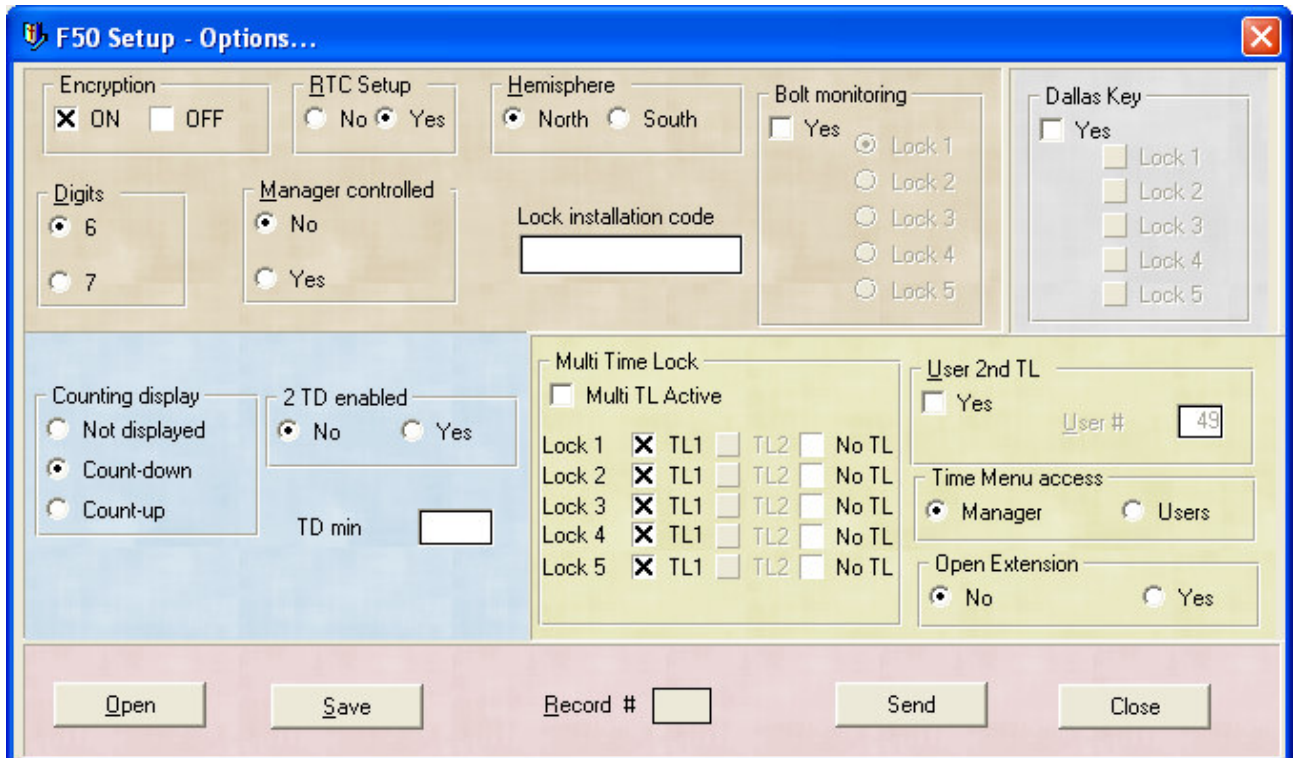 F50 Setup - Options...
Encryption
ON OFF
RTC Setup
No Yes
Hemisphere
North South
Bolt monitoring
Yes
Lock 1
Lock 2
Lock 3
Lock 4
Lock 5
Dallas Key
Yes
Lock 1
Lock 2
Lock 3
Lock 4
Lock 5
Digits
6
7
Manager controlled
No
Yes
Lock installation code
Counting display
Not displayed
Count-down
Count-up
2 TD enabled
No Yes
TD min
Multi Time Lock
Multi TL Active
Lock 1 TL1 TL2 No TL
Lock 2 TL1 TL2 No TL
Lock 3 TL1 TL2 No TL
Lock 4 TL1 TL2 No TL
Lock 5 TL1 TL2 No TL
User 2nd TL
Yes
User # 49
Time Menu access
Manager Users
Open Extension
No Yes
Open Save Record # Send Close